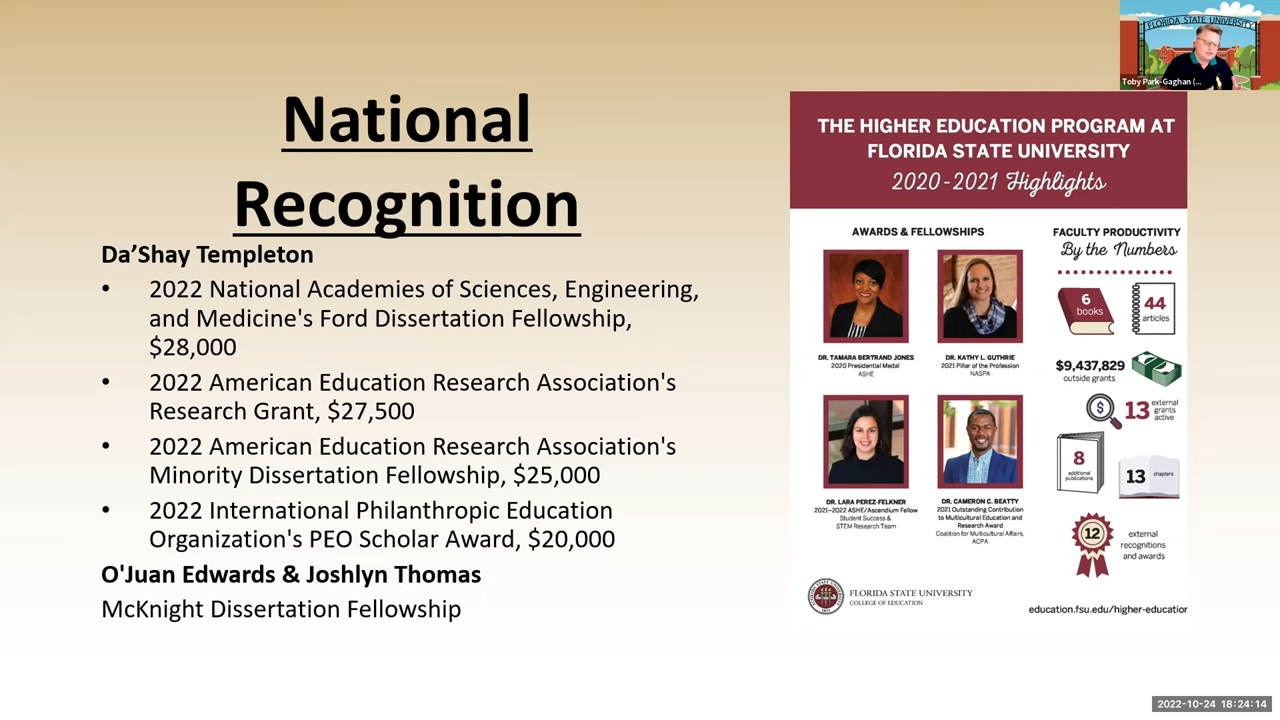 FLORIDA STATE UNIVERSITY
Toby Park-Gaghan (...
National
Recognition
Da'Shay Templeton
• 2022 National Academies of Sciences, Engineering,
and Medicine's Ford Dissertation Fellowship,
$28,000
• 2022 American Education Research Association's
Research Grant, $27,500
• 2022 American Education Research Association's
Minority Dissertation Fellowship, $25,000
• 2022 International Philanthropic Education
Organization's PEO Scholar Award, $20,000
O'Juan Edwards & Joshlyn Thomas
McKnight Dissertation Fellowship
THE HIGHER EDUCATION PROGRAM AT
FLORIDA STATE UNIVERSITY
2020-2021 Highlights
AWARDS & FELLOWSHIPS
DR. TAMARA BERTRAND JONES
2020 Presidential Medal
ASHE
DR. KATHY L. GUTHRIE
2021 Pillar of the Profession
NASPA
DR. LARA PEREZ-FELKNER
2021-2022 ASHE/Ascendium Fellow
Student Success &
STEM Research Team
DR. CAMERON C. BEATTY
2021 Outstanding Contribution
to Multicultural Education and
Research Award
Coalition for Multicultural Affairs,
ACPA
FACULTY PRODUCTIVITY
By the Numbers
6
books
44
articles
$9,437,829
outside grants
$
13
external
grants
active
8
additional
publications
13
chapters
12
external
recognitions
and awards
FLORIDA STATE UNIVERSITY
COLLEGE OF EDUCATION
education.fsu.edu/higher-education
2022-10-24 18:24:14